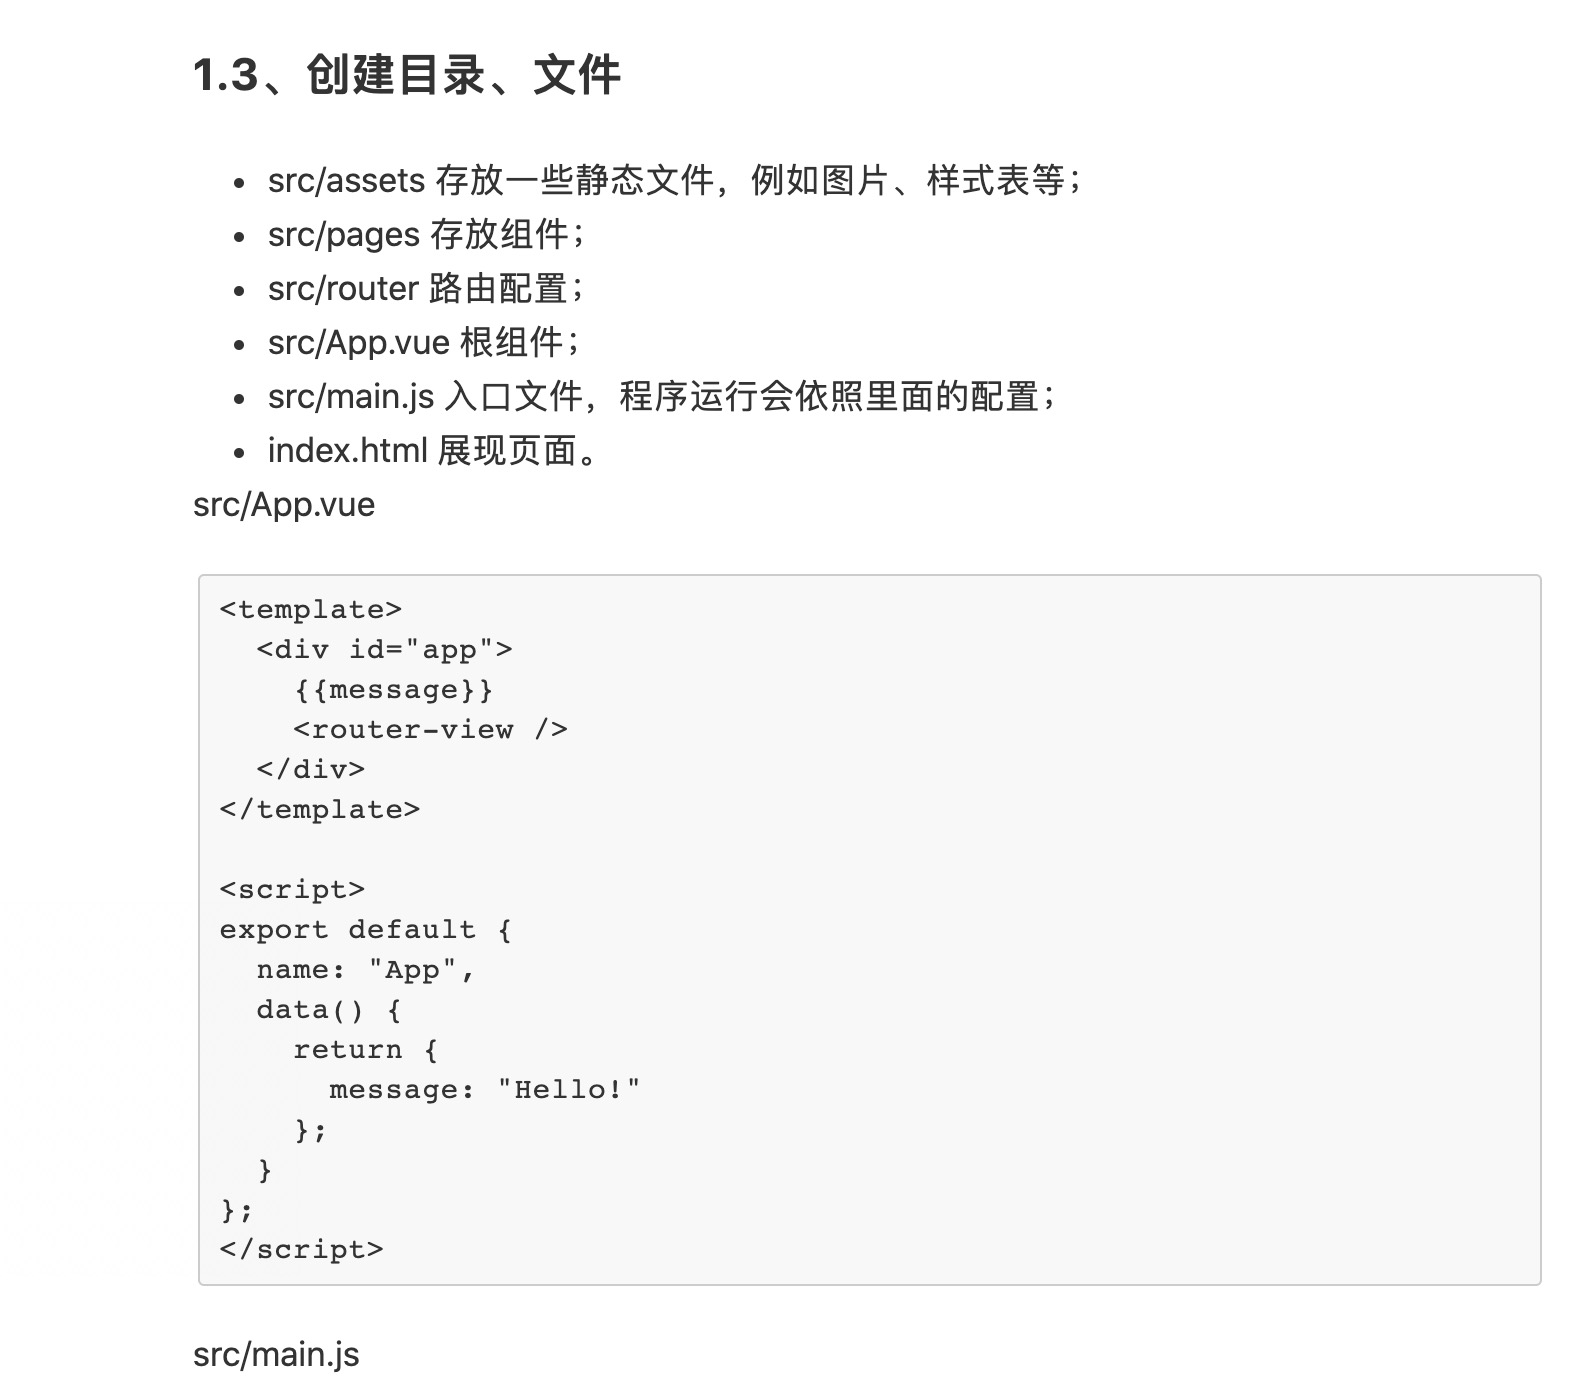 1.3、创建目录、文件
• src/assets 存放一些静态文件，例如图片、样式表等；
• src/pages 存放组件；
• src/router 路由配置；
• src/App.vue 根组件；
• src/main.js 入口文件，程序运行会依照里面的配置；
• index.html 展现页面。
src/App.vue
<template>
  <div id="app">
    {{message}}
    <router-view />
  </div>
</template>

<script>
export default {
  name: "App",
  data() {
    return {
      message: "Hello!"
    };
  }
};
</script>
src/main.js